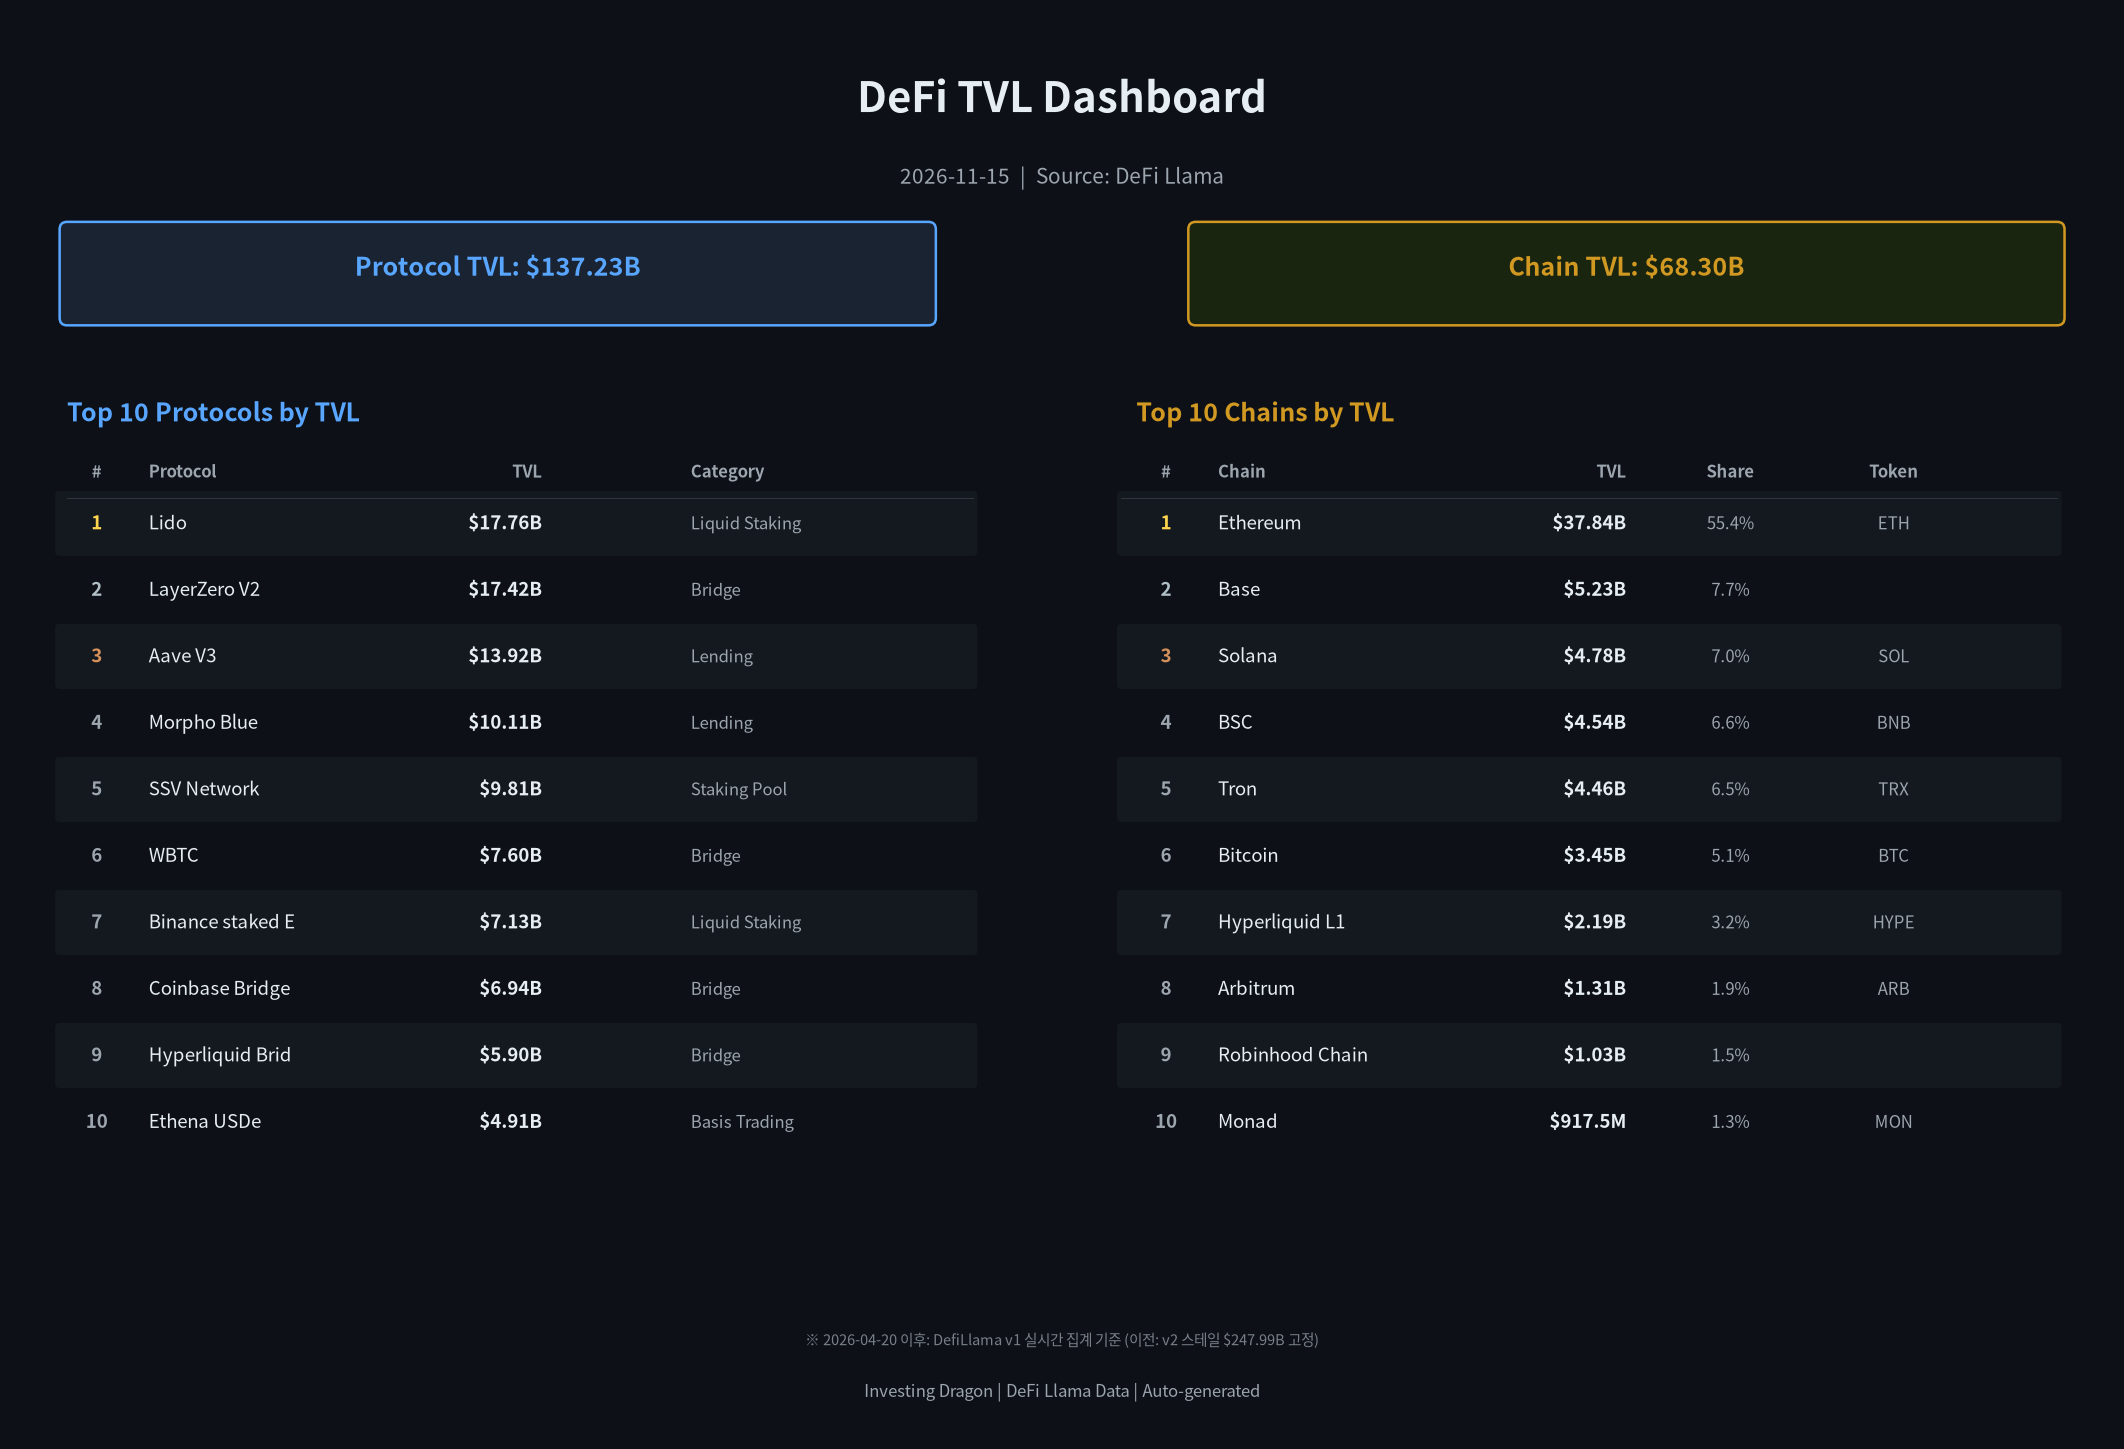 DeFi TVL Dashboard
2026-11-15 | Source: DeFi Llama
Protocol TVL: $137.23B
Chain TVL: $68.30B
Top 10 Protocols by TVL
# Protocol TVL Category
1 Lido $17.76B Liquid Staking
2 LayerZero V2 $17.42B Bridge
3 Aave V3 $13.92B Lending
4 Morpho Blue $10.11B Lending
5 SSV Network $9.81B Staking Pool
6 WBTC $7.60B Bridge
7 Binance staked E $7.13B Liquid Staking
8 Coinbase Bridge $6.94B Bridge
9 Hyperliquid Brid $5.90B Bridge
10 Ethena USDe $4.91B Basis Trading
Top 10 Chains by TVL
# Chain TVL Share Token
1 Ethereum $37.84B 55.4% ETH
2 Base $5.23B 7.7%
3 Solana $4.78B 7.0% SOL
4 BSC $4.54B 6.6% BNB
5 Tron $4.46B 6.5% TRX
6 Bitcoin $3.45B 5.1% BTC
7 Hyperliquid L1 $2.19B 3.2% HYPE
8 Arbitrum $1.31B 1.9% ARB
9 Robinhood Chain $1.03B 1.5%
10 Monad $917.5M 1.3% MON
※ 2026-04-20 이후: DefiLlama v1 실시간 집계 기준 (이전: v2 스테일 $247.99B 고정)
Investing Dragon | DeFi Llama Data | Auto-generated